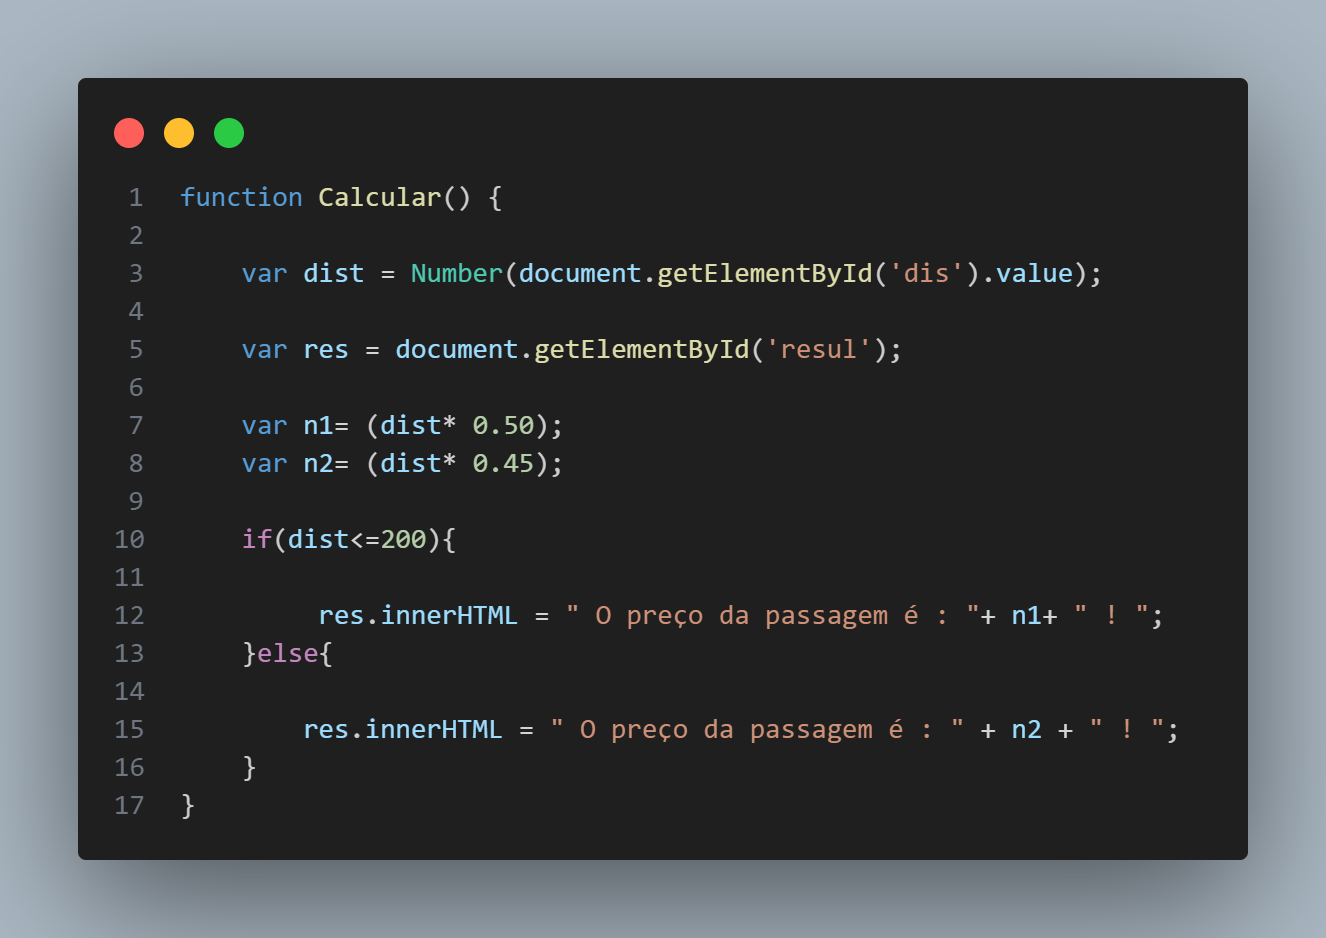 1 function Calcular() {
2
3     var dist = Number(document.getElementById('dis').value);
4
5     var res = document.getElementById('resul');
6
7     var n1= (dist* 0.50);
8     var n2= (dist* 0.45);
9
10     if(dist<=200){
11
12          res.innerHTML = " O preço da passagem é : "+ n1+ " ! ";
13     }else{
14
15         res.innerHTML = " O preço da passagem é : " + n2 + " ! ";
16     }
17 }